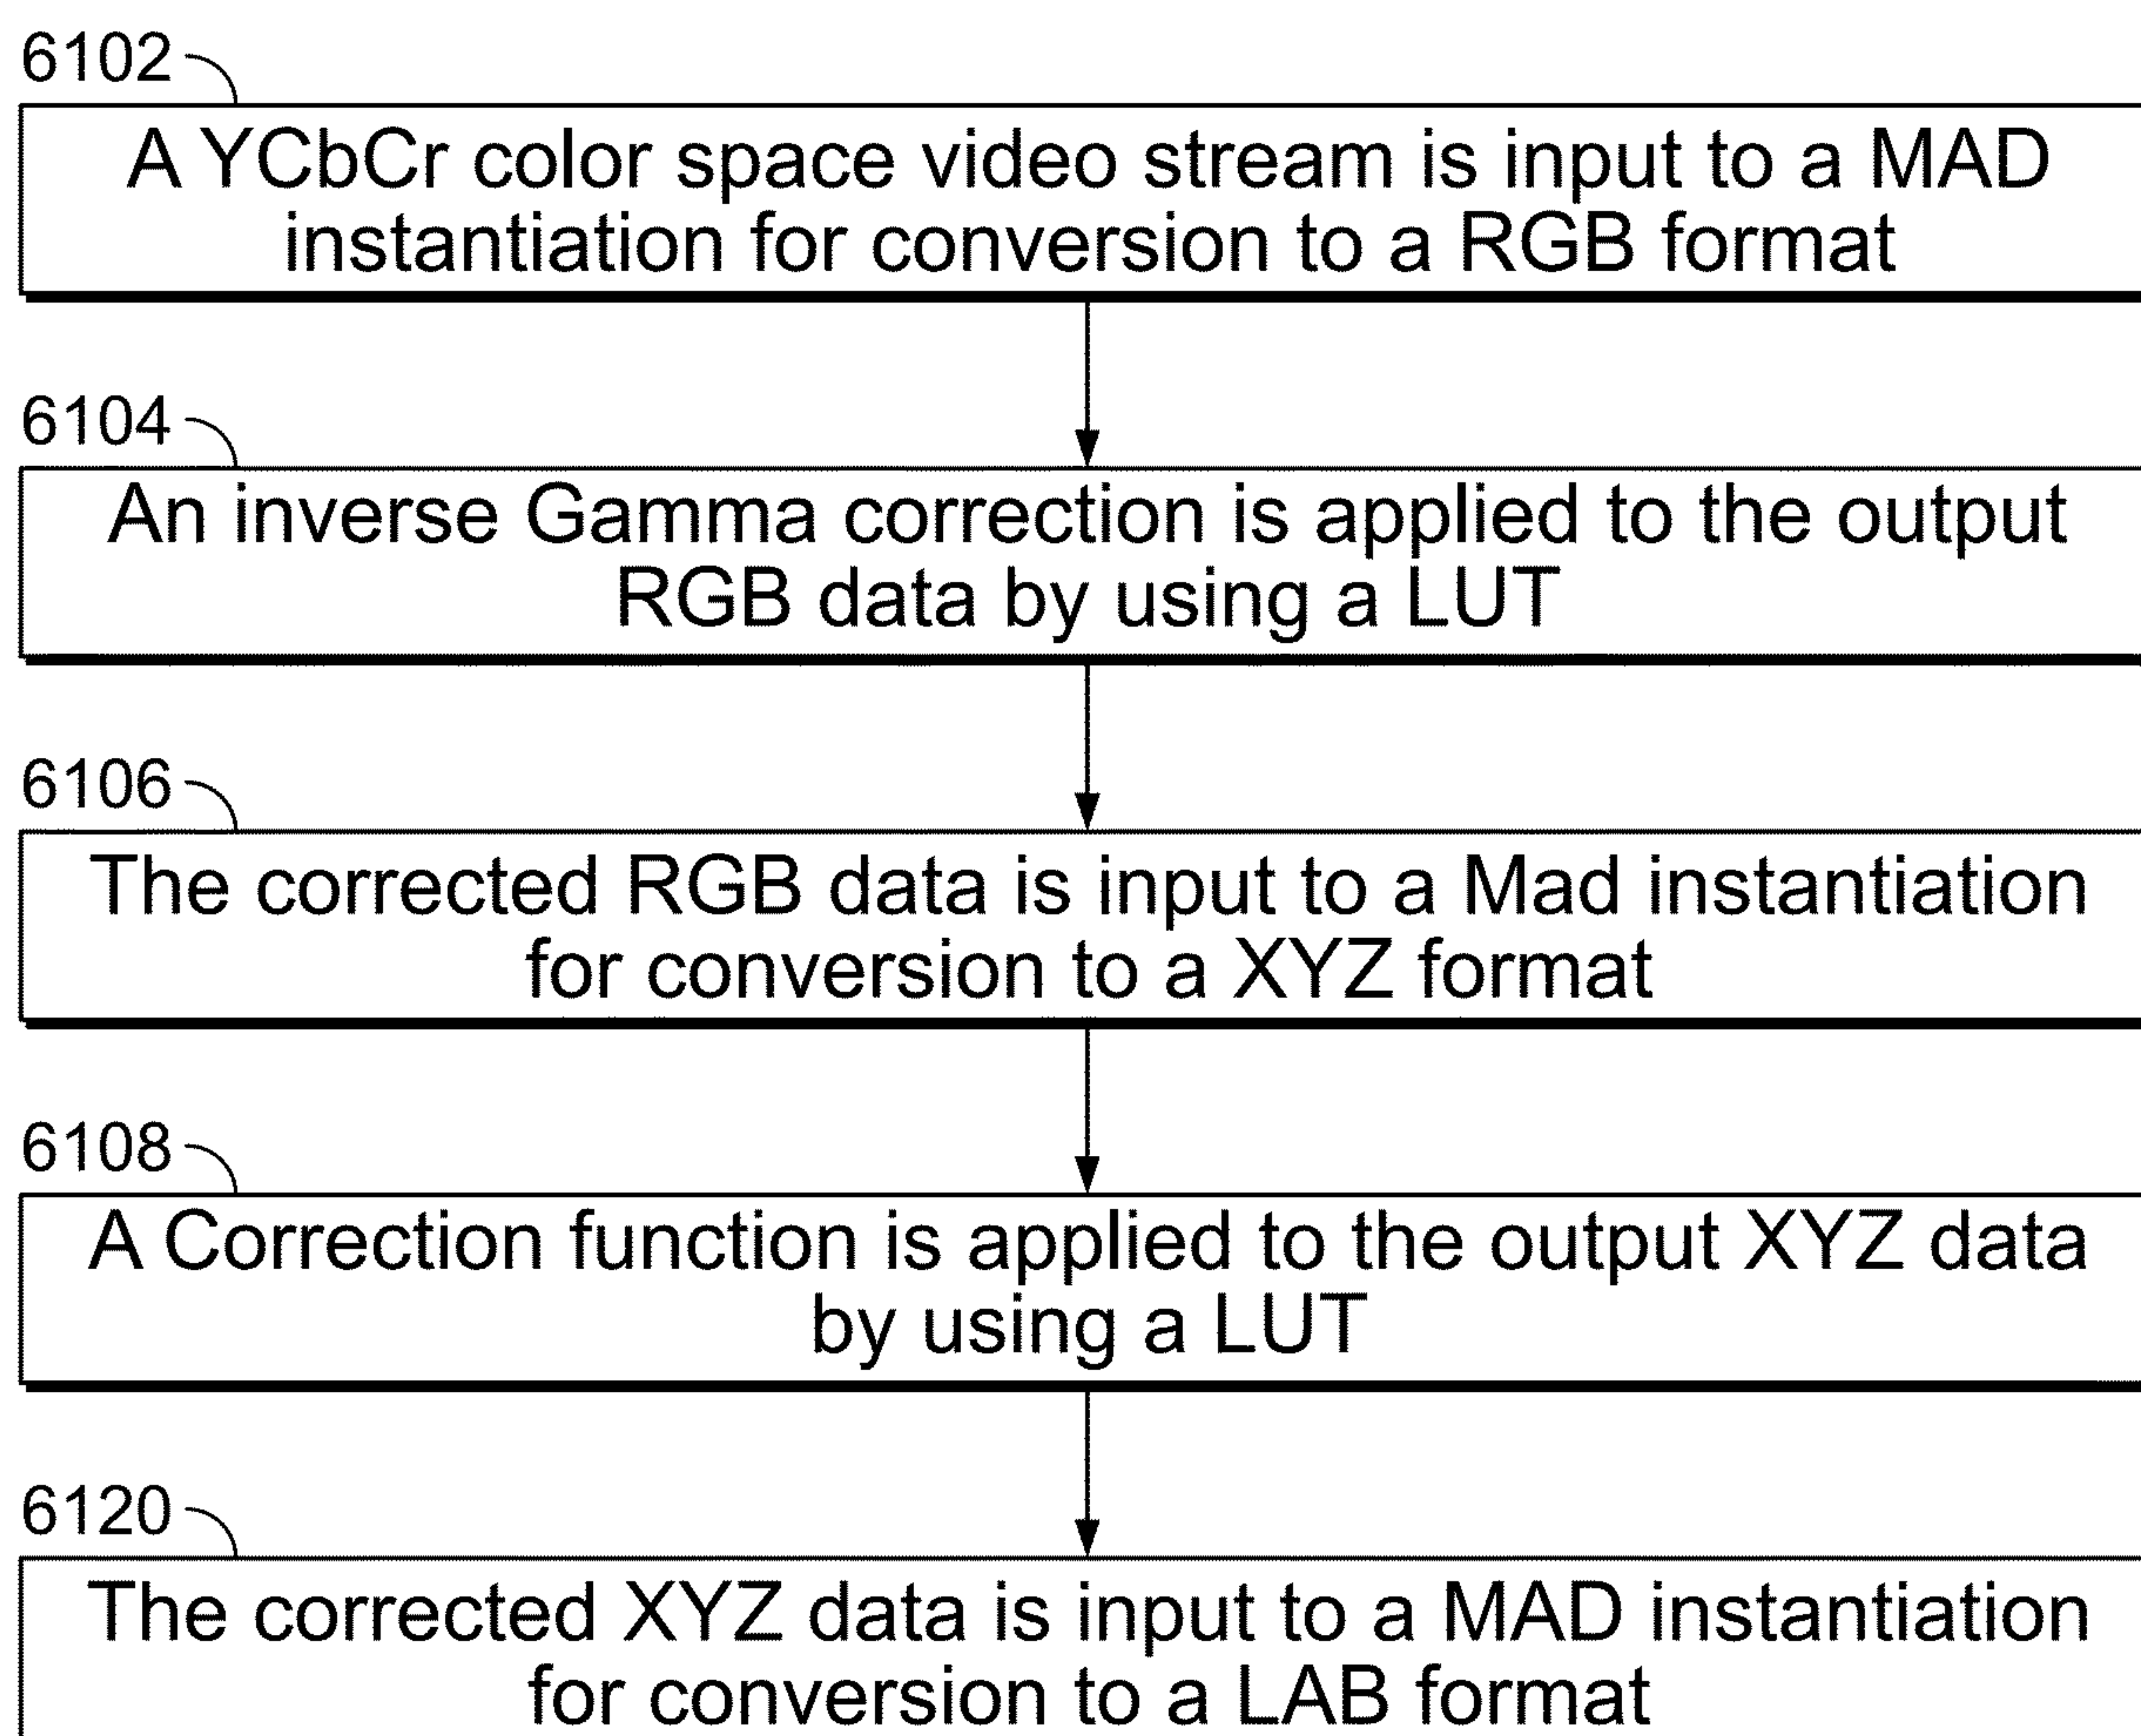 6102
A YCbCr color space video stream is input to a MAD
instantiation for conversion to a RGB format
6104
An inverse Gamma correction is applied to the output
RGB data by using a LUT
6106
The corrected RGB data is input to a Mad instantiation
for conversion to a XYZ format
6108
A Correction function is applied to the output XYZ data
by using a LUT
6120
The corrected XYZ data is input to a MAD instantiation
for conversion to a LAB format